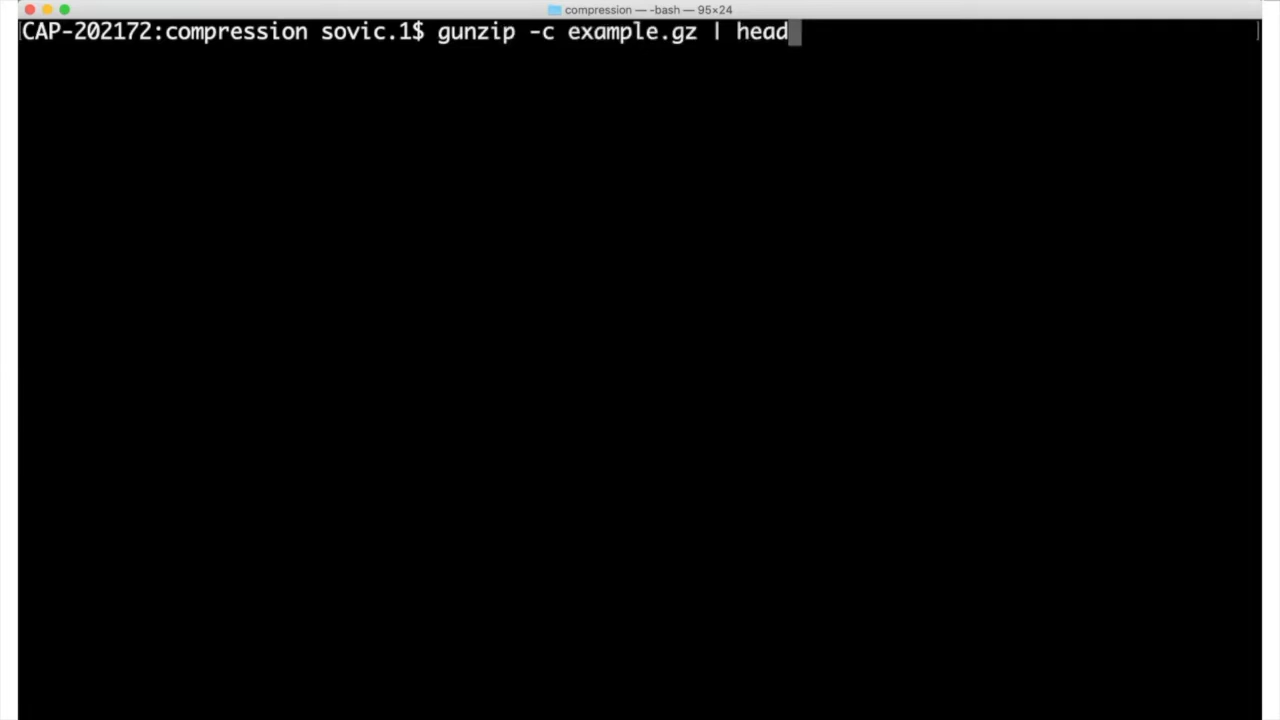 compression — -bash — 95×24
CAP-202172:compression sovic.1$ gunzip -c example.gz | head